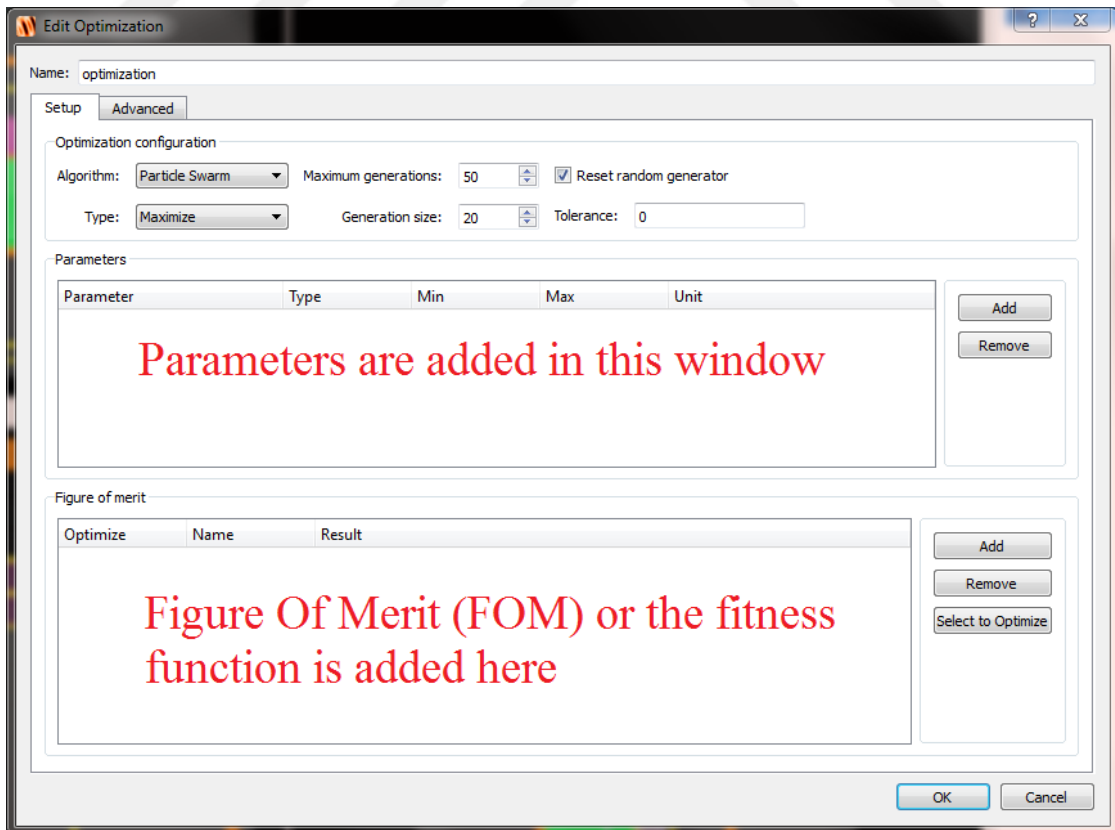 Edit Optimization
Name: optimization
Setup Advanced
Optimization configuration
Algorithm: Particle Swarm Maximum generations: 50 Reset random generator
Type: Maximize Generation size: 20 Tolerance: 0
Parameters
Parameter Type Min Max Unit
Add
Remove
Parameters are added in this window
Figure of merit
Optimize Name Result
Add
Remove
Select to Optimize
Figure Of Merit (FOM) or the fitness
function is added here
OK Cancel